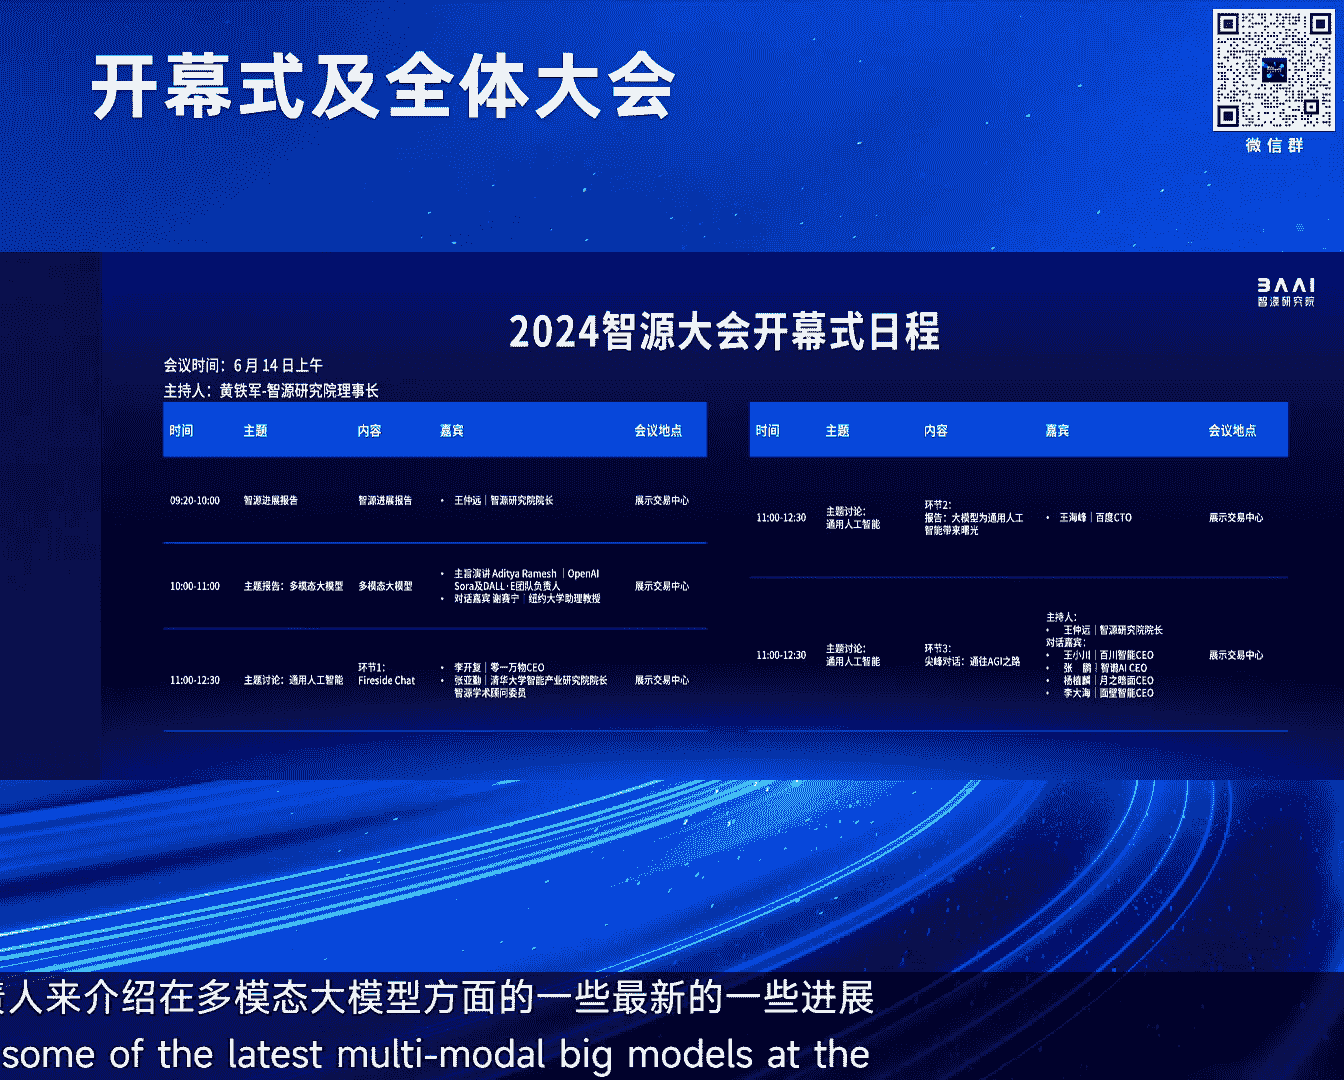 开幕式及全体大会
微信群
BAAI
智源研究院
2024智源大会开幕式日程
会议时间：6 月 14 日上午
主持人：黄铁军-智源研究院理事长
时间 主题 内容 嘉宾 会议地点
09:20-10:00 智源进展报告 智源进展报告 • 王仲远｜智源研究院院长 展示交易中心
10:00-11:00 主题报告：多模态大模型 多模态大模型 • 主旨演讲 Aditya Ramesh ｜OpenAI
Sora及DALL·E团队负责人
• 对话嘉宾 谢赛宁｜纽约大学助理教授 展示交易中心
11:00-12:30 主题讨论：通用人工智能 环节1：
Fireside Chat
• 李开复｜零一万物CEO
• 张亚勤｜清华大学智能产业研究院院长
智源学术顾问委员
展示交易中心
时间 主题 内容 嘉宾 会议地点
11:00-12:30 主题讨论：
通用人工智能
环节2：
报告：大模型为通用人工
智能带来曙光
• 王海峰｜百度CTO 展示交易中心
11:00-12:30 主题讨论：
通用人工智能
环节3：
尖峰对话：通往AGI之路
主持人：
• 王仲远｜智源研究院院长
对话嘉宾：
• 王小川｜百川智能CEO
• 张 鹏｜智谱AI CEO
• 杨植麟｜月之暗面CEO
• 李大海｜面壁智能CEO
展示交易中心
人来介绍在多模态大模型方面的一些最新的一些进展
some of the latest multi-modal big models at the